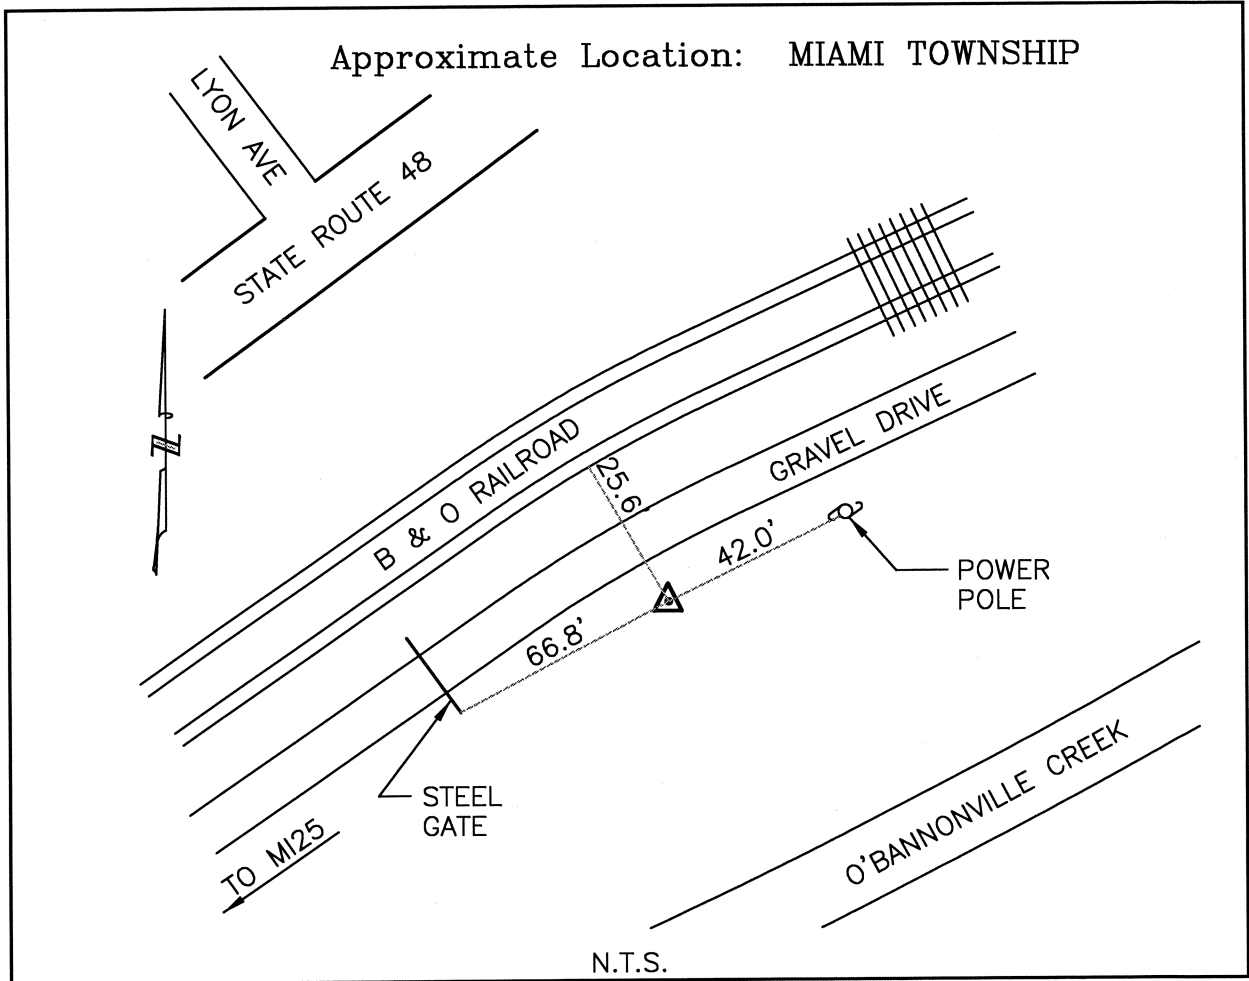 Approximate Location: MIAMI TOWNSHIP
LYON AVE
STATE ROUTE 48
N
B & O RAILROAD
25.6'
GRAVEL DRIVE
42.0'
POWER
POLE
66.8'
STEEL
GATE
TO MI25
O'BANNONVILLE CREEK
N.T.S.